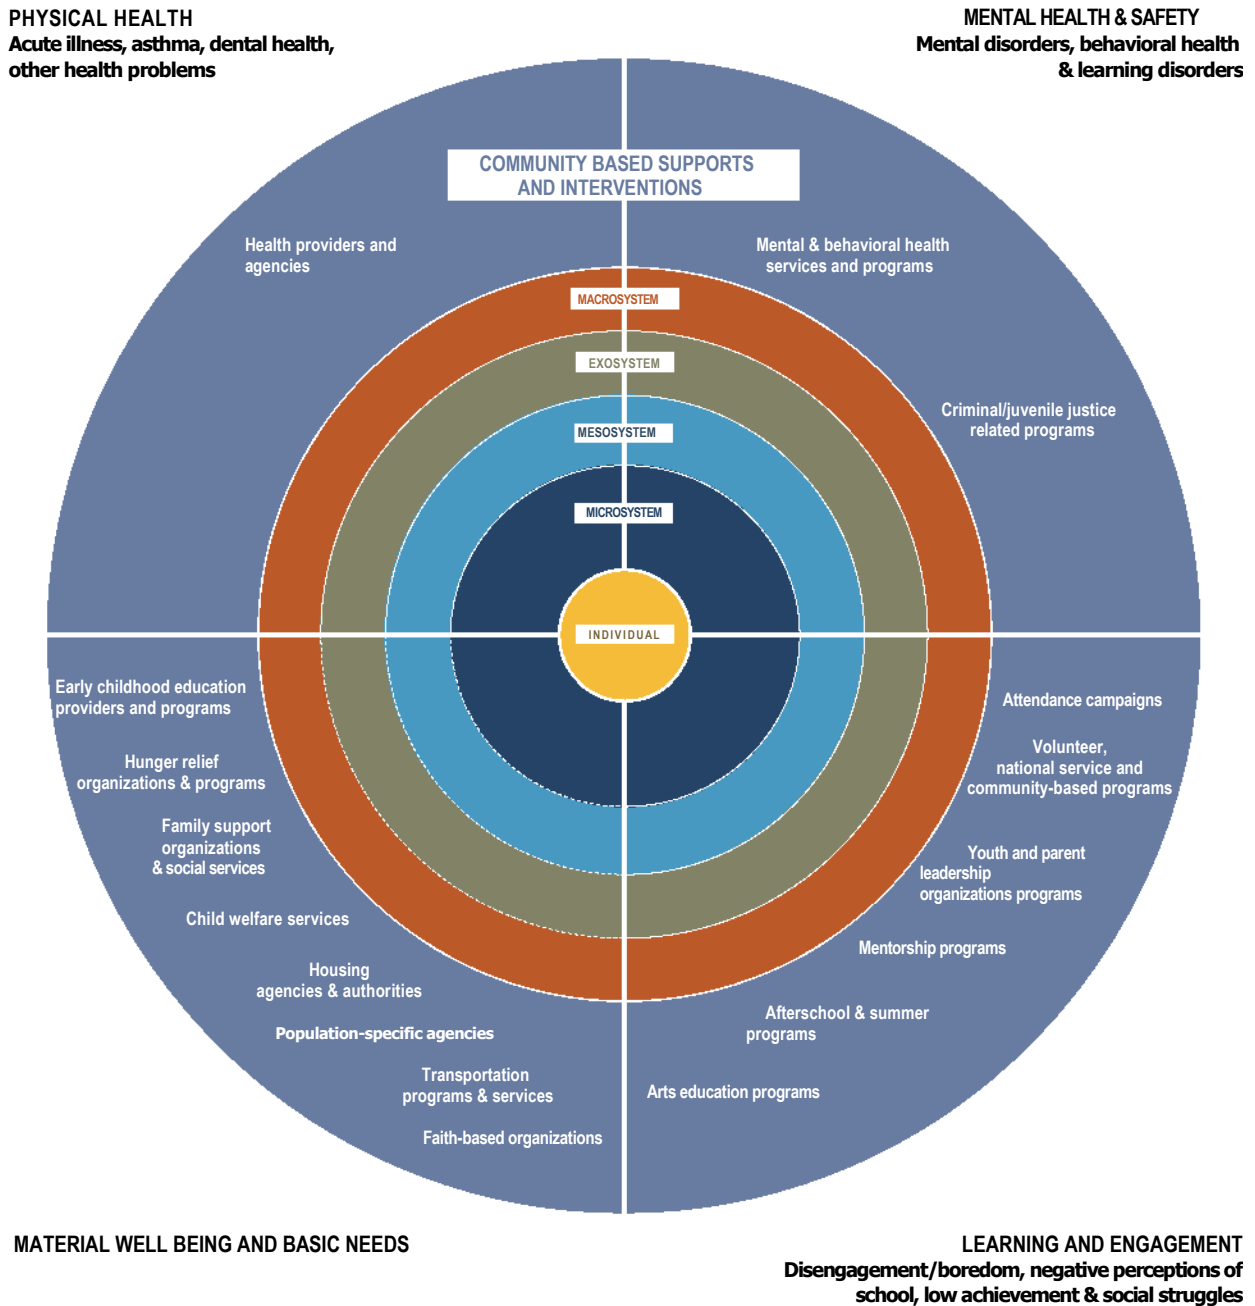 PHYSICAL HEALTH
Acute illness, asthma, dental health,
other health problems
MENTAL HEALTH & SAFETY
Mental disorders, behavioral health
& learning disorders
COMMUNITY BASED SUPPORTS
AND INTERVENTIONS
Health providers and
agencies
Mental & behavioral health
services and programs
MACROSYSTEM
EXOSYSTEM
Criminal/juvenile justice
related programs
MESOSYSTEM
MICROSYSTEM
INDIVIDUAL
Early childhood education
providers and programs
Hunger relief
organizations & programs
Family support
organizations
& social services
Child welfare services
Housing
agencies & authorities
Population-specific agencies
Transportation
programs & services
Faith-based organizations
Attendance campaigns
Volunteer,
national service and
community-based programs
Youth and parent
leadership
organizations programs
Mentorship programs
Afterschool & summer
programs
Arts education programs
MATERIAL WELL BEING AND BASIC NEEDS
LEARNING AND ENGAGEMENT
Disengagement/boredom, negative perceptions of
school, low achievement & social struggles